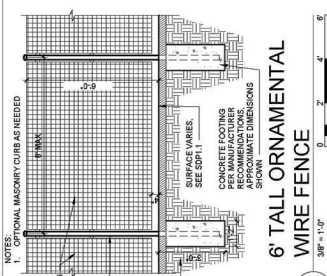 NOTES:
1. OPTIONAL MASONRY CURB AS NEEDED
8' MAX
6'-0"
SURFACE VARIES,
SEE SDP1.1
CONCRETE FOOTING
PER MANUFACTURER
RECOMMENDATIONS,
APPROXIMATE DIMENSIONS
SHOWN
6' TALL ORNAMENTAL
WIRE FENCE
3/8" = 1'-0"
0 2' 4' 6'